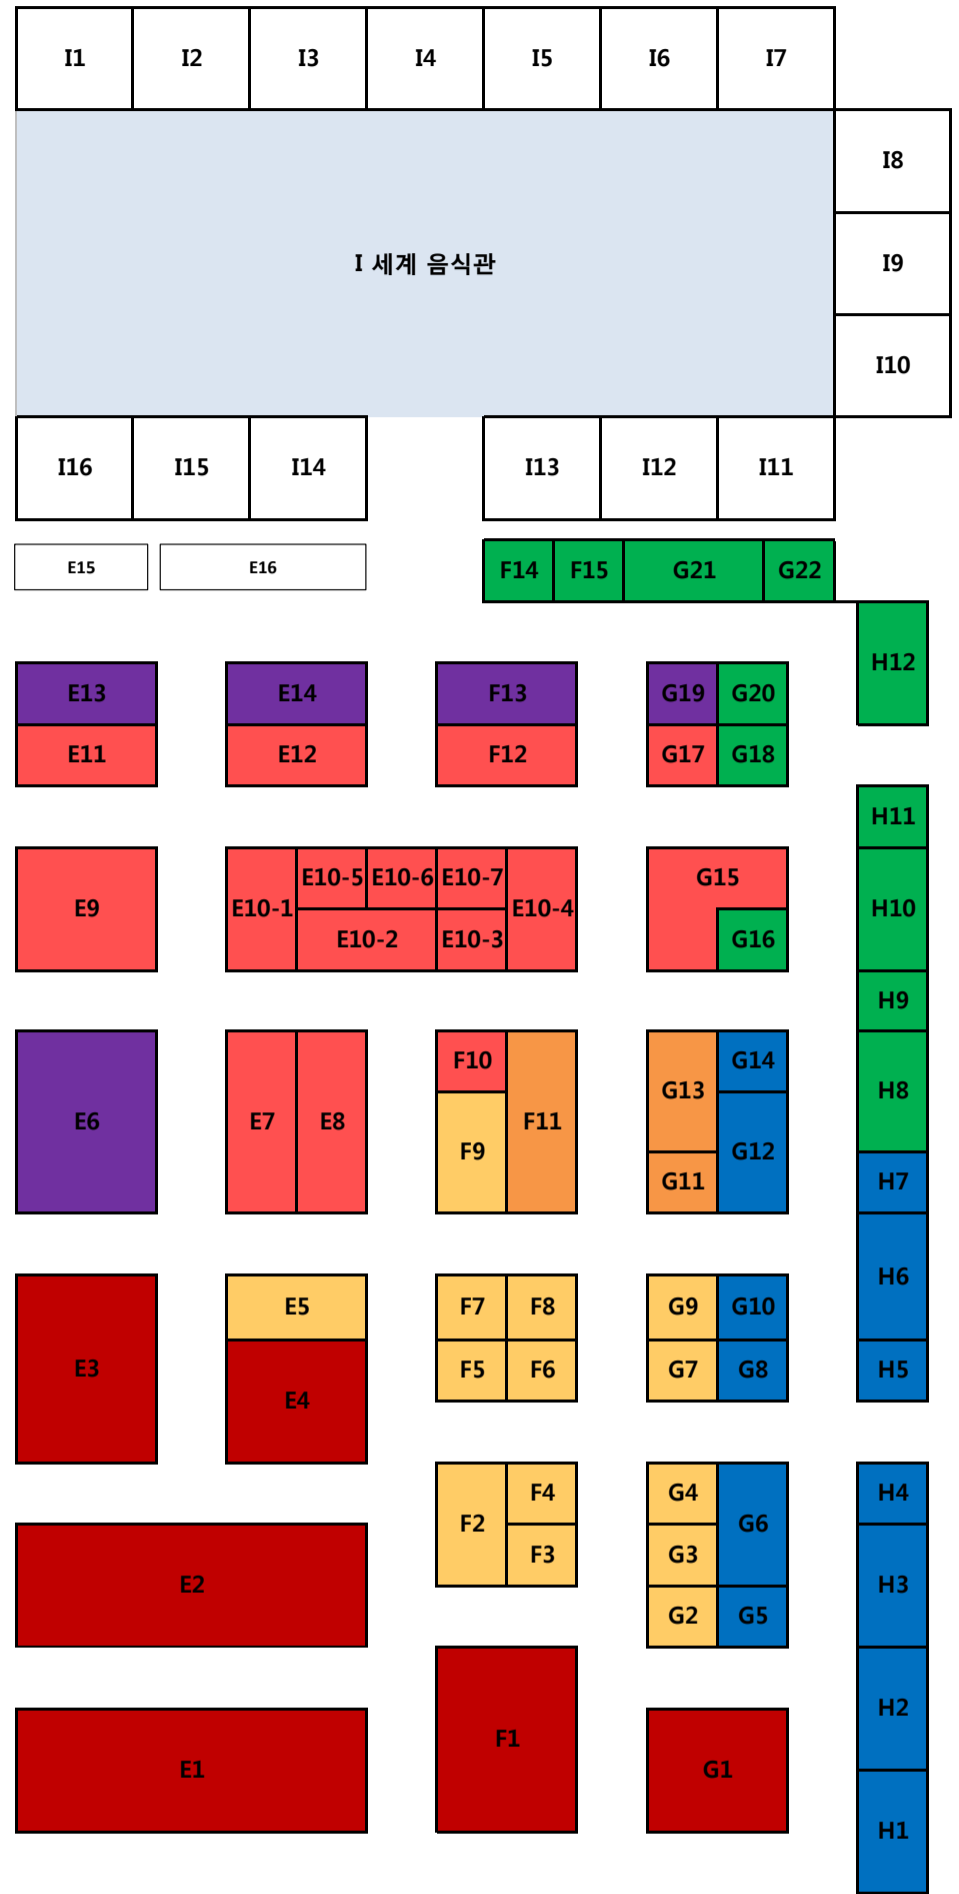 I1 I2 I3 I4 I5 I6 I7
I8
I 세계 음식관 I9
I10
I16 I15 I14 I13 I12 I11
E15 E16 F14 F15 G21 G22
H12
E13 E14 F13 G19 G20
E11 E12 F12 G17 G18
H11
E10-5 E10-6 E10-7 G15
E9 E10-1 E10-4 H10
E10-2 E10-3 G16
H9
F10 G14
G13 H8
E6 E7 E8 F11
F9 G12
G11 H7
H6
E5 F7 F8 G9 G10
E3 F5 F6 G7 G8 H5
E4
F4 G4 H4
F2 G6
F3 G3
E2 H3
G2 G5
H2
F1
E1 G1
H1